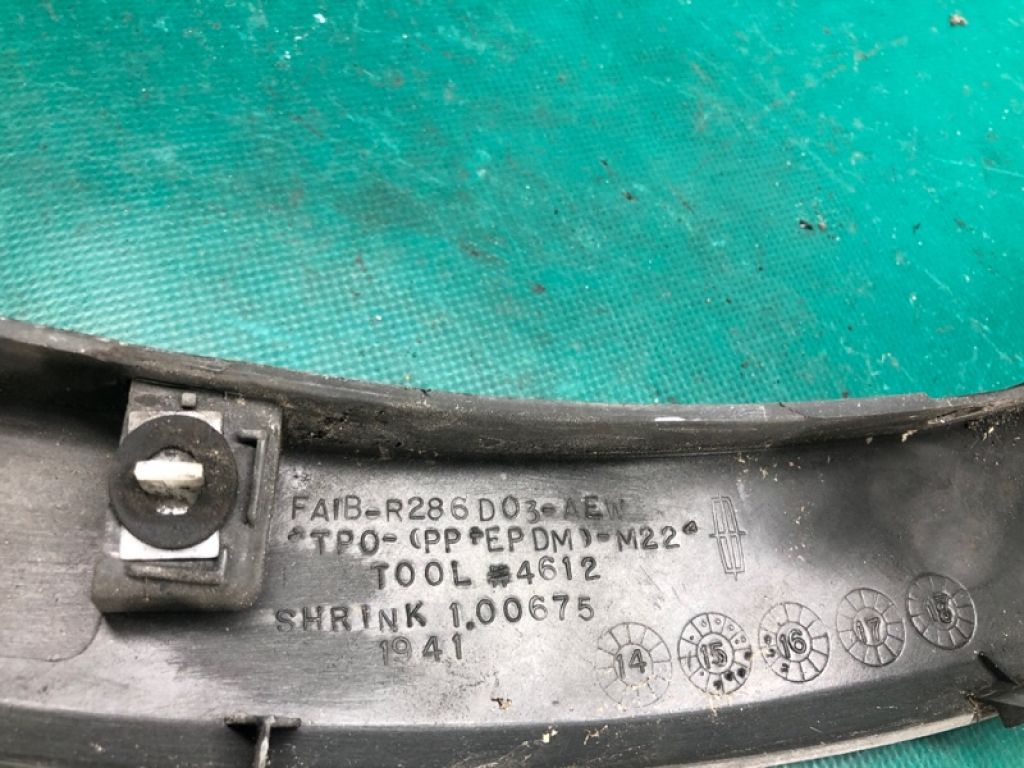 FA1B-R286D03-AEW
"TPO-(PP+EPDM)-M22"
TOOL #4612
SHRINK 1.00675
1941
14 15 16 17 18